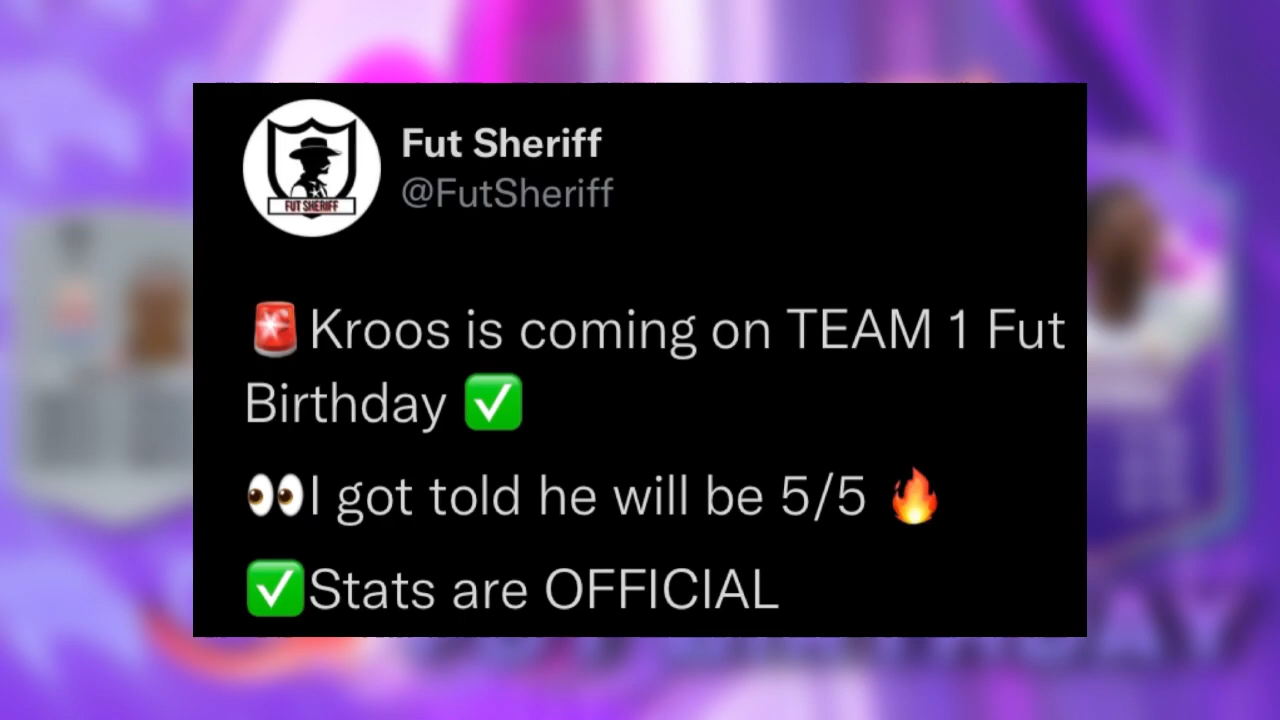 FUT SHERIFF
Fut Sheriff
@FutSheriff
🚨Kroos is coming on TEAM 1 Fut
Birthday ✅
👀I got told he will be 5/5 🔥
✅Stats are OFFICIAL